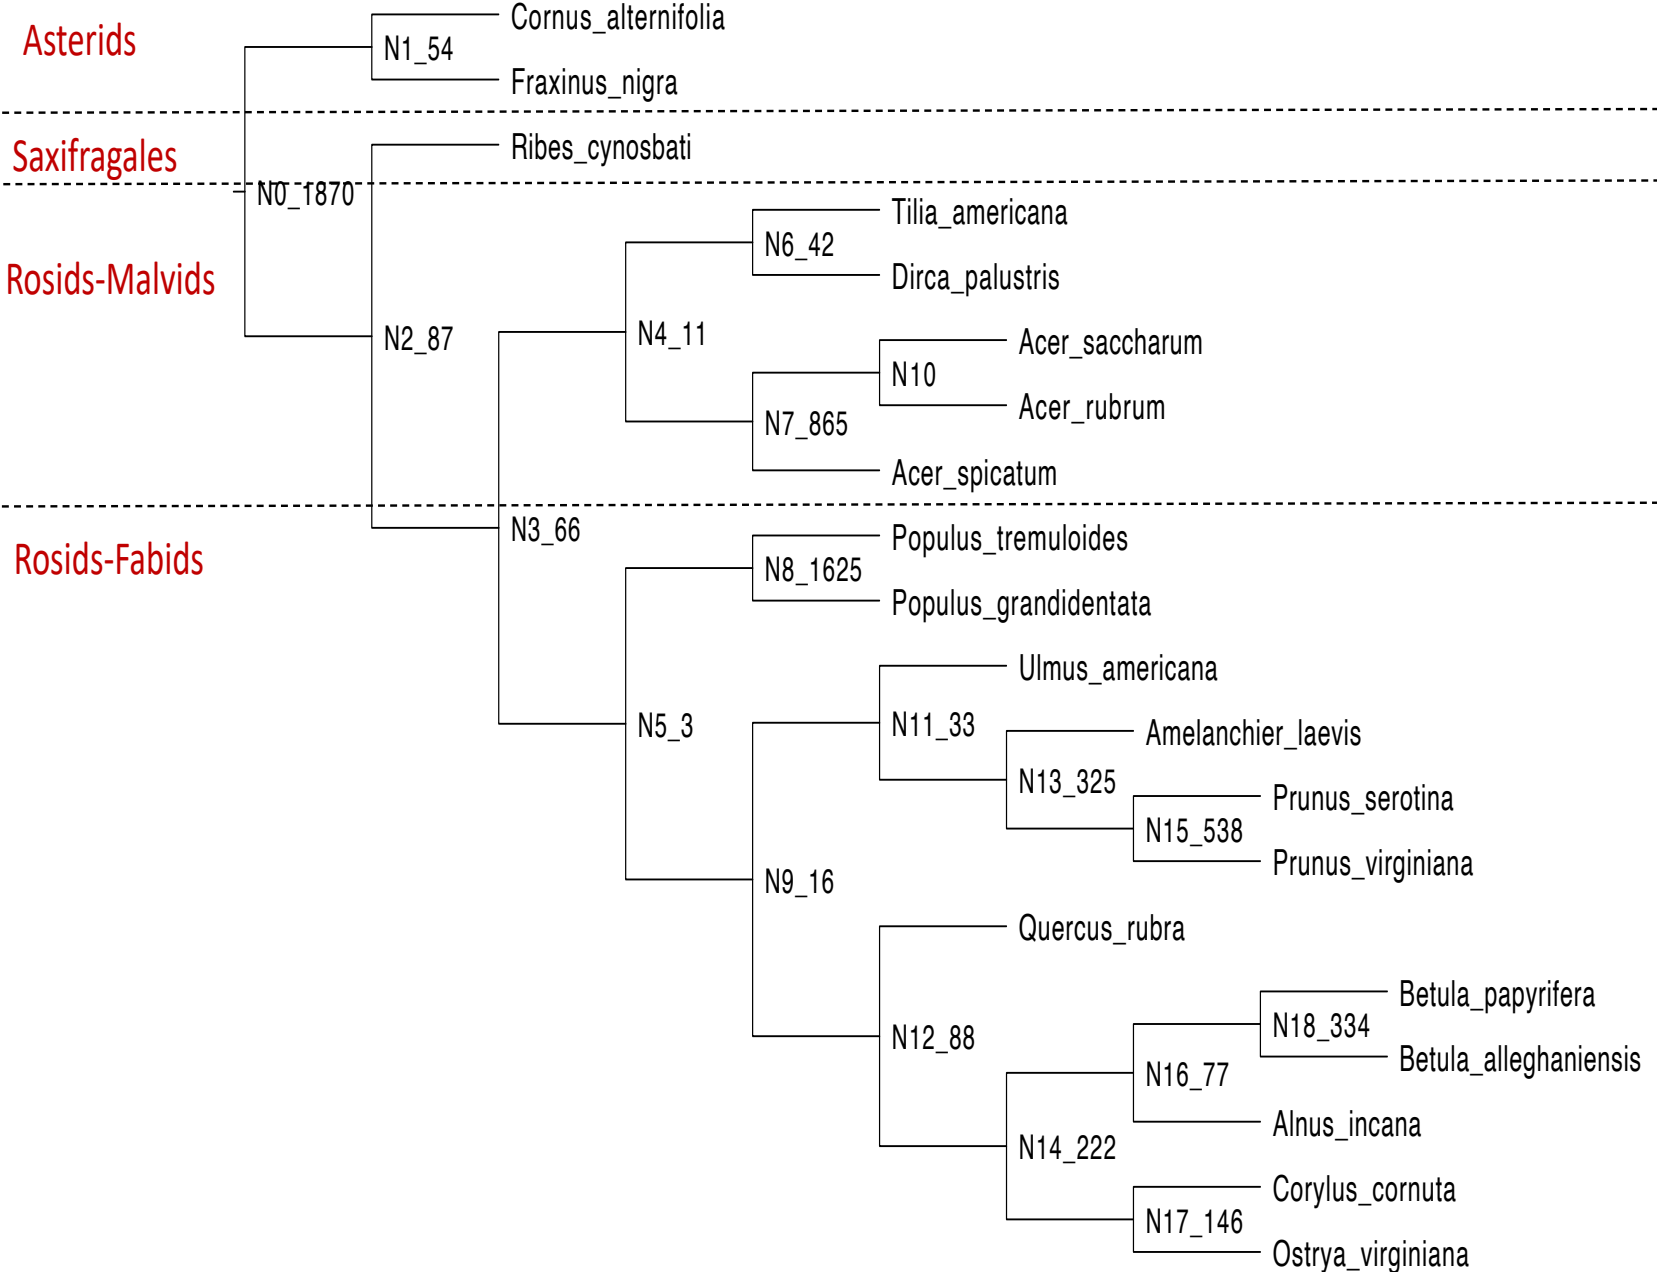 Cornus_alternifolia
Asterids
N1_54
Fraxinus_nigra
Ribes_cynosbati
Saxifragales
N0_1870
Tilia_americana
N6_42
Rosids-Malvids
Dirca_palustris
N4_11
N2_87
Acer_saccharum
N10
Acer_rubrum
N7_865
Acer_spicatum
N3_66
Populus_tremuloides
Rosids-Fabids
N8_1625
Populus_grandidentata
Ulmus_americana
N11_33
N5_3
Amelanchier_laevis
N13_325
Prunus_serotina
N15_538
Prunus_virginiana
N9_16
Quercus_rubra
Betula_papyrifera
N18_334
N12_88
Betula_alleghaniensis
N16_77
Alnus_incana
N14_222
Corylus_cornuta
N17_146
Ostrya_virginiana